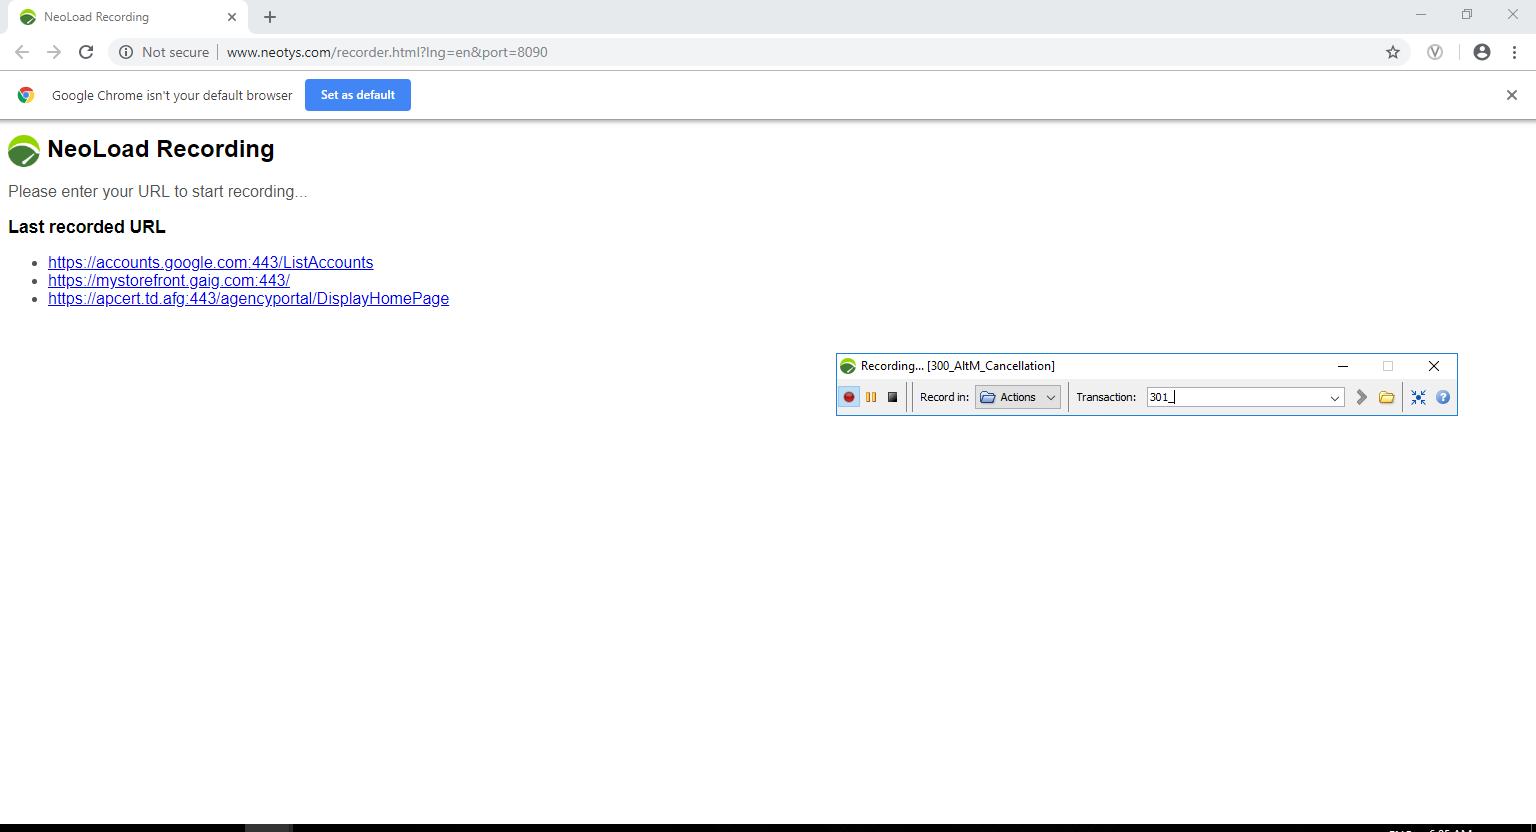 NeoLoad Recording
Not secure www.neotys.com/recorder.html?lng=en&port=8090
Google Chrome isn't your default browser Set as default
NeoLoad Recording
Please enter your URL to start recording...
Last recorded URL
https://accounts.google.com:443/ListAccounts
https://mystorefront.gaig.com:443/
https://apcert.td.afg:443/agencyportal/DisplayHomePage
Recording... [300_AltM_Cancellation]
Record in: Actions Transaction: 301_